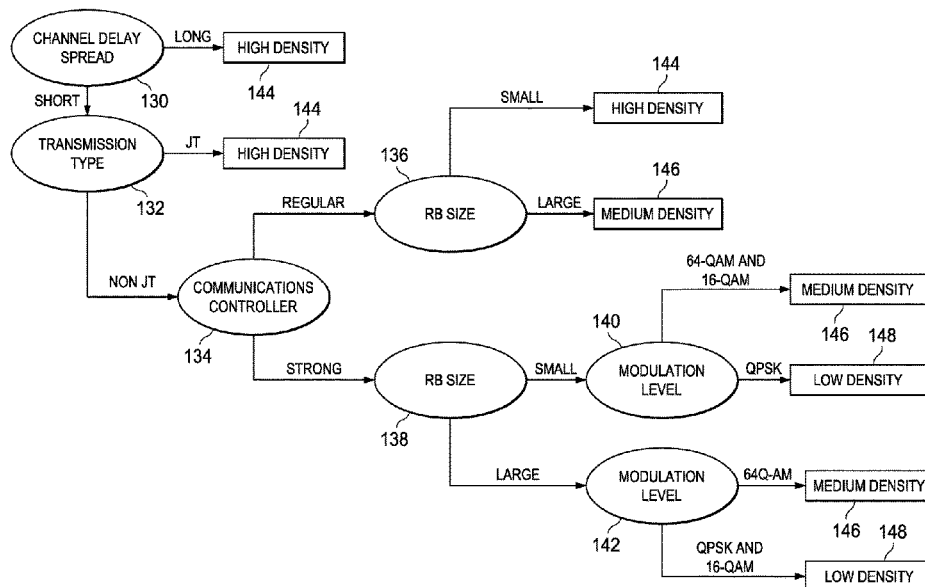 CHANNEL DELAY
SPREAD
130
LONG
HIGH DENSITY
144
SHORT
TRANSMISSION
TYPE
132
JT
144
HIGH DENSITY
NON JT
COMMUNICATIONS
CONTROLLER
134
REGULAR
136
RB SIZE
SMALL
144
HIGH DENSITY
LARGE
146
MEDIUM DENSITY
STRONG
RB SIZE
138
SMALL
140
MODULATION
LEVEL
64-QAM AND
16-QAM
MEDIUM DENSITY
146
QPSK
148
LOW DENSITY
LARGE
MODULATION
LEVEL
142
64Q-AM
MEDIUM DENSITY
146
QPSK AND
16-QAM
148
LOW DENSITY